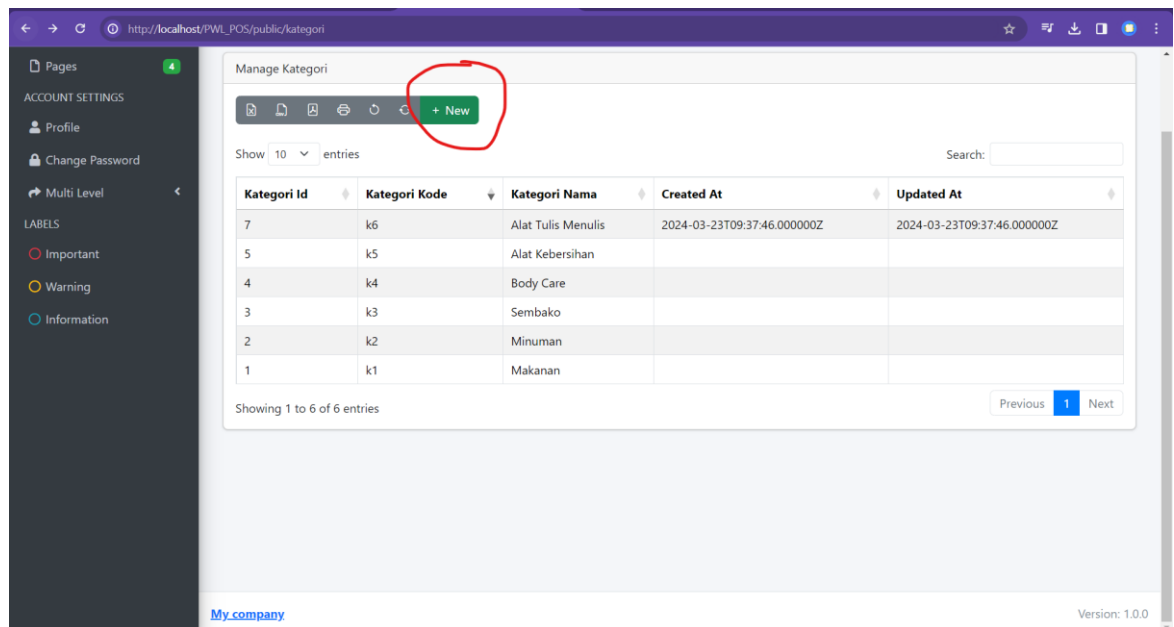 http://localhost/PWL_POS/public/kategori
Pages 4
ACCOUNT SETTINGS
Profile
Change Password
Multi Level
LABELS
Important
Warning
Information
Manage Kategori
+ New
Show 10 entries
Search:
Kategori Id Kategori Kode Kategori Nama Created At Updated At
7 k6 Alat Tulis Menulis 2024-03-23T09:37:46.000000Z 2024-03-23T09:37:46.000000Z
5 k5 Alat Kebersihan
4 k4 Body Care
3 k3 Sembako
2 k2 Minuman
1 k1 Makanan
Showing 1 to 6 of 6 entries
Previous 1 Next
My company
Version: 1.0.0